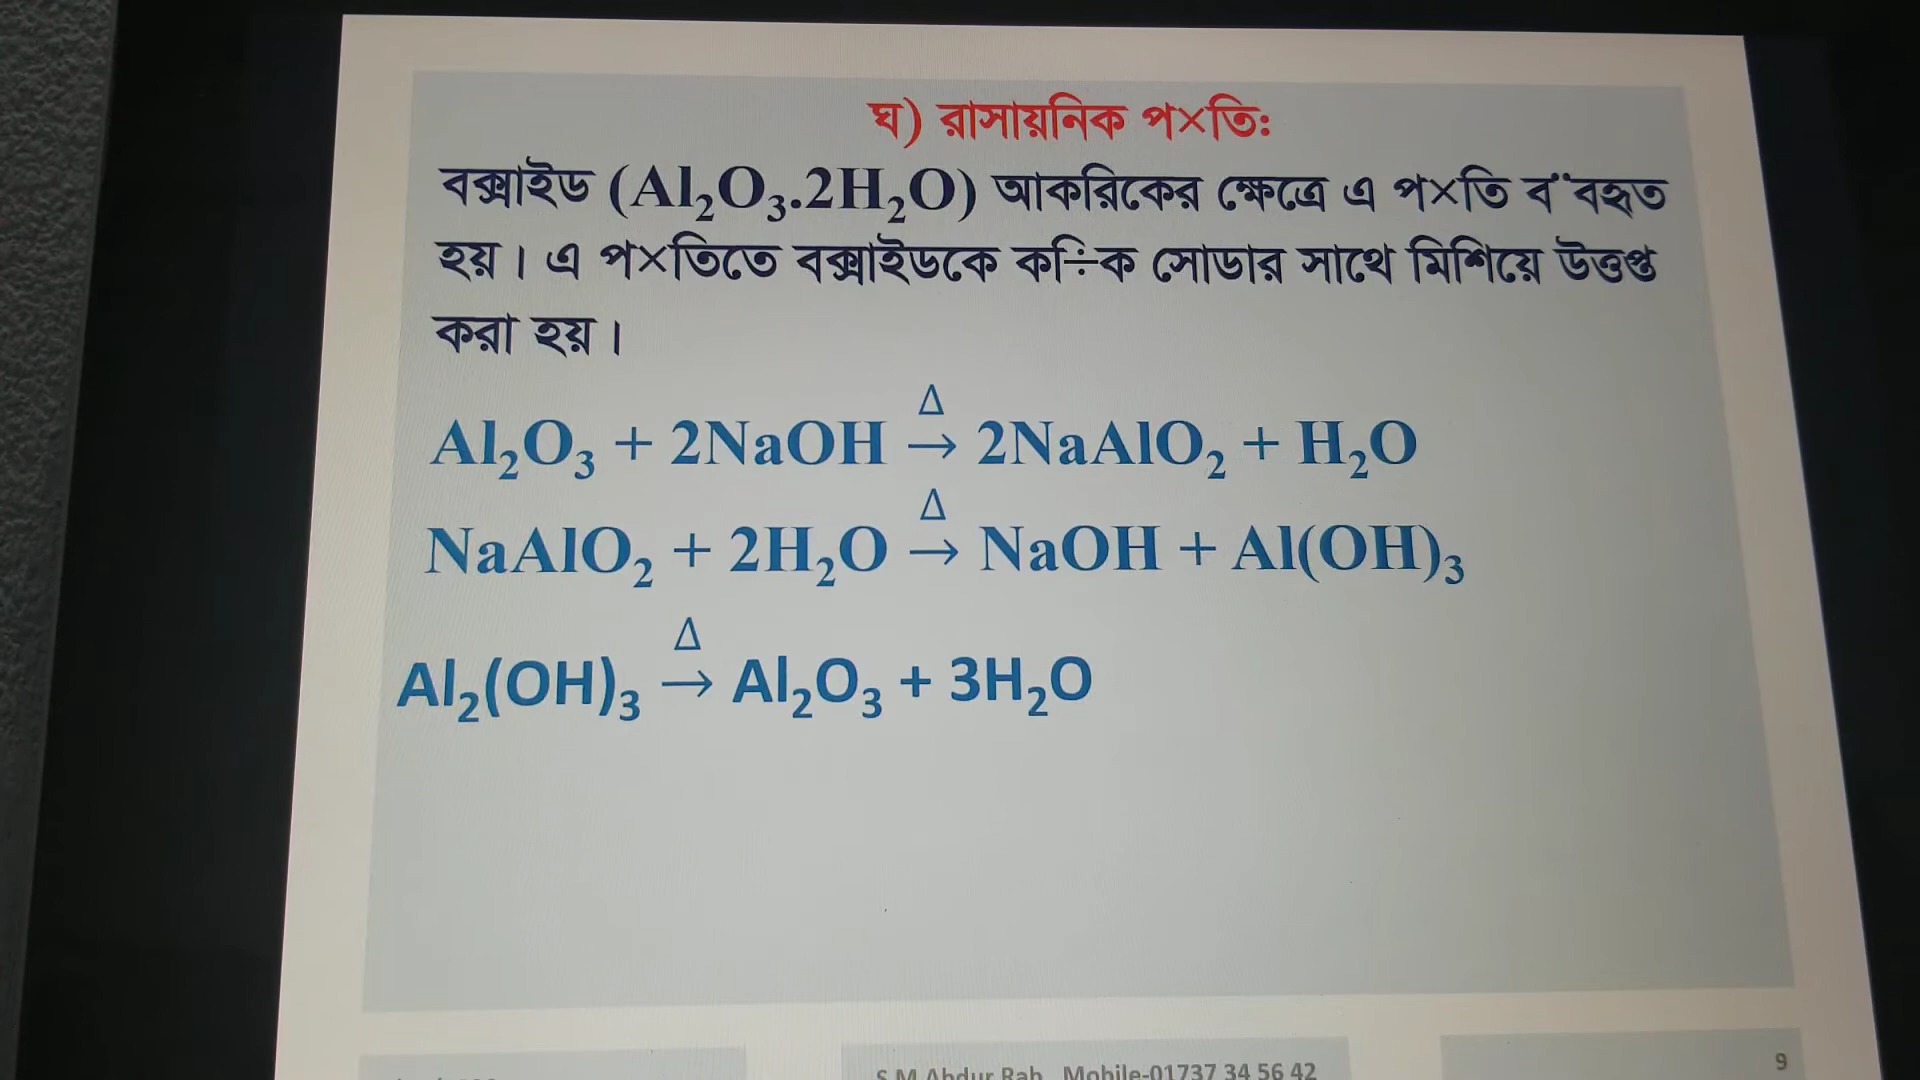 ঘ) রাসায়নিক প×তিঃ
বক্সাইড (Al₂O₃.2H₂O) আকরিকের ক্ষেত্রে এ প×তি ব¨বহৃত
হয়। এ প×তিতে বক্সাইডকে কি÷ক সোডার সাথে মিশিয়ে উত্তপ্ত
করা হয়।
Δ
Al₂O₃ + 2NaOH → 2NaAlO₂ + H₂O
Δ
NaAlO₂ + 2H₂O → NaOH + Al(OH)₃
Δ
Al₂(OH)₃ → Al₂O₃ + 3H₂O
S M Abdur Rab Mobile-01737 34 56 42
9